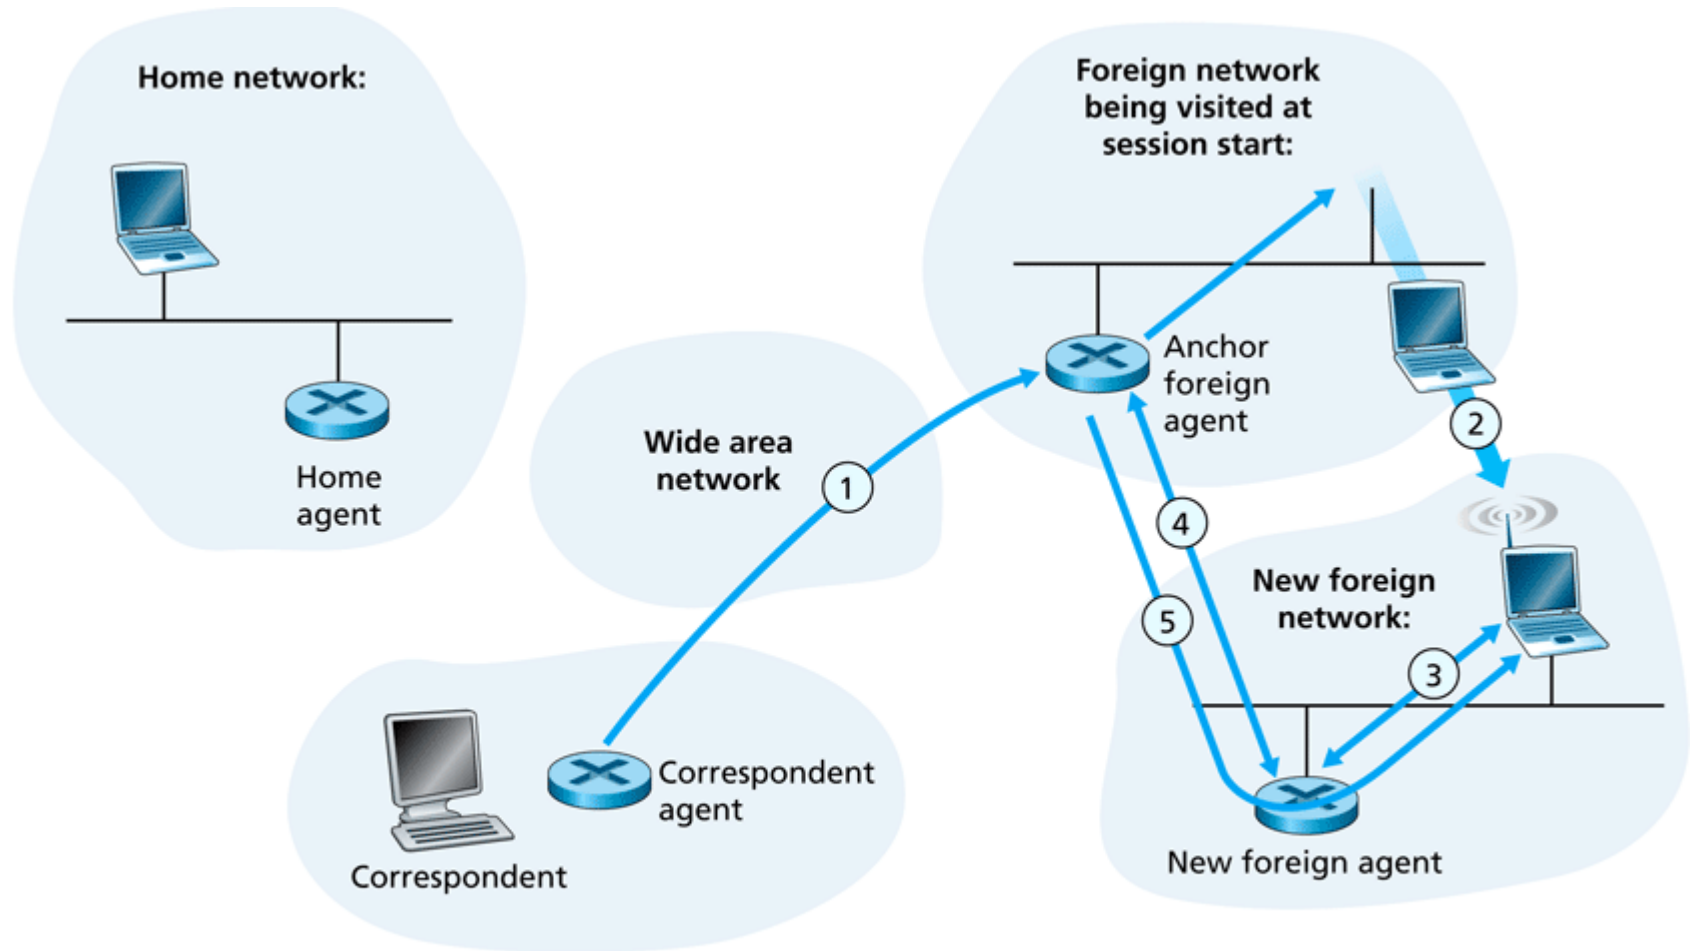 Home network:
Home
agent
Wide area
network
1
Correspondent
Correspondent
agent
Foreign network
being visited at
session start:
Anchor
foreign
agent
2
4
5
New foreign
network:
3
New foreign agent